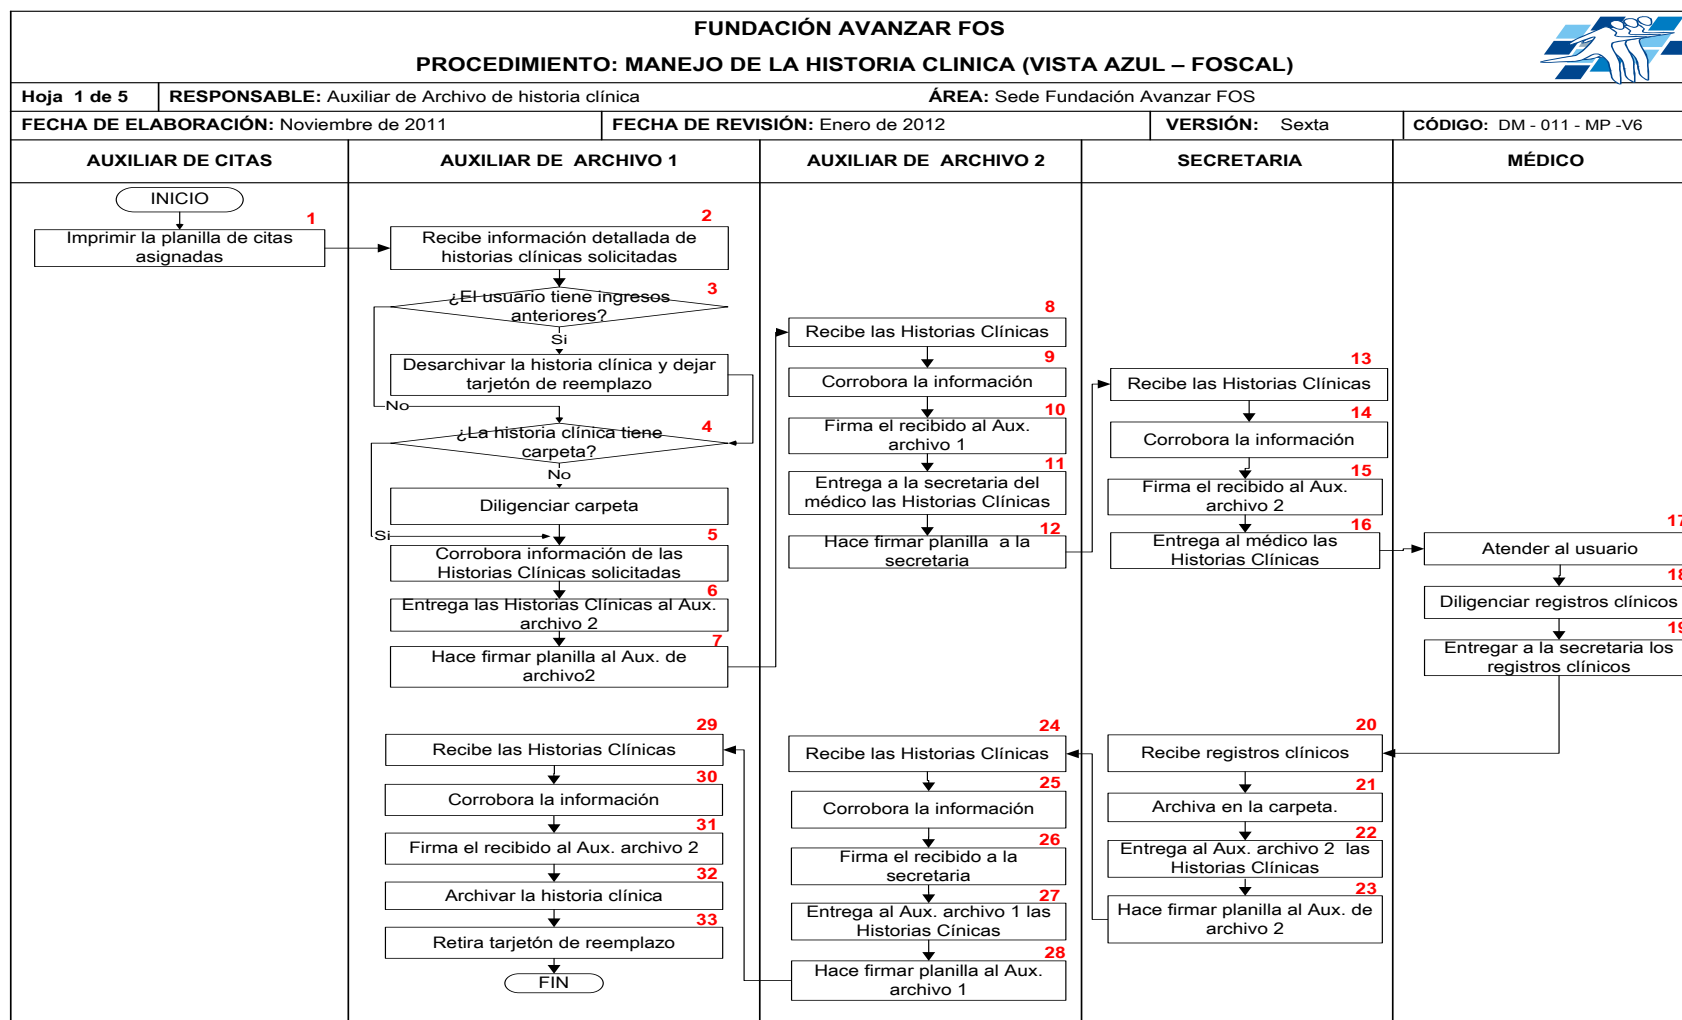 FUNDACIÓN AVANZAR FOS
PROCEDIMIENTO: MANEJO DE LA HISTORIA CLINICA (VISTA AZUL – FOSCAL)
Hoja 1 de 5
RESPONSABLE: Auxiliar de Archivo de historia clínica
ÁREA: Sede Fundación Avanzar FOS
FECHA DE ELABORACIÓN: Noviembre de 2011
FECHA DE REVISIÓN: Enero de 2012
VERSIÓN: Sexta
CÓDIGO: DM - 011 - MP -V6
AUXILIAR DE CITAS
AUXILIAR DE ARCHIVO 1
AUXILIAR DE ARCHIVO 2
SECRETARIA
MÉDICO
INICIO
1
Imprimir la planilla de citas
asignadas
2
Recibe información detallada de
historias clínicas solicitadas
3
¿El usuario tiene ingresos
anteriores?
Si
Desarchivar la historia clínica y dejar
tarjetón de reemplazo
No
4
¿La historia clínica tiene
carpeta?
No
Diligenciar carpeta
Si
5
Corrobora información de las
Historias Clínicas solicitadas
6
Entrega las Historias Clínicas al Aux.
archivo 2
7
Hace firmar planilla al Aux. de
archivo2
8
Recibe las Historias Clínicas
9
Corrobora la información
10
Firma el recibido al Aux.
archivo 1
11
Entrega a la secretaria del
médico las Historias Clínicas
12
Hace firmar planilla a la
secretaria
13
Recibe las Historias Clínicas
14
Corrobora la información
15
Firma el recibido al Aux.
archivo 2
16
Entrega al médico las
Historias Clínicas
17
Atender al usuario
18
Diligenciar registros clínicos
19
Entregar a la secretaria los
registros clínicos
20
Recibe registros clínicos
21
Archiva en la carpeta.
22
Entrega al Aux. archivo 2 las
Historias Clínicas
23
Hace firmar planilla al Aux. de
archivo 2
24
Recibe las Historias Clínicas
25
Corrobora la información
26
Firma el recibido a la
secretaria
27
Entrega al Aux. archivo 1 las
Historias Cínicas
28
Hace firmar planilla al Aux.
archivo 1
29
Recibe las Historias Clínicas
30
Corrobora la información
31
Firma el recibido al Aux. archivo 2
32
Archivar la historia clínica
33
Retira tarjetón de reemplazo
FIN